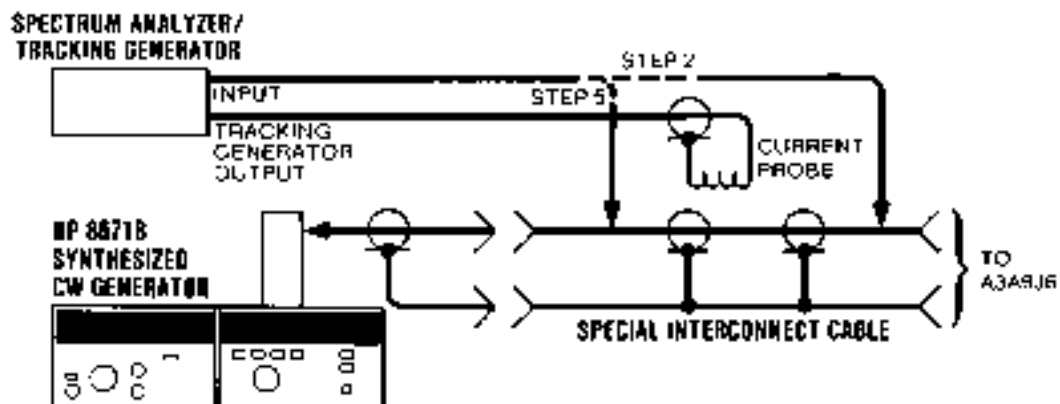 SPECTRUM ANALYZER/
TRACKING GENERATOR
INPUT
TRACKING
GENERATOR
OUTPUT
STEP 2
STEP 5
CURRENT
PROBE
HP 8671B
SYNTHESIZED
CW GENERATOR
SPECIAL INTERCONNECT CABLE
TO
A3A9J6